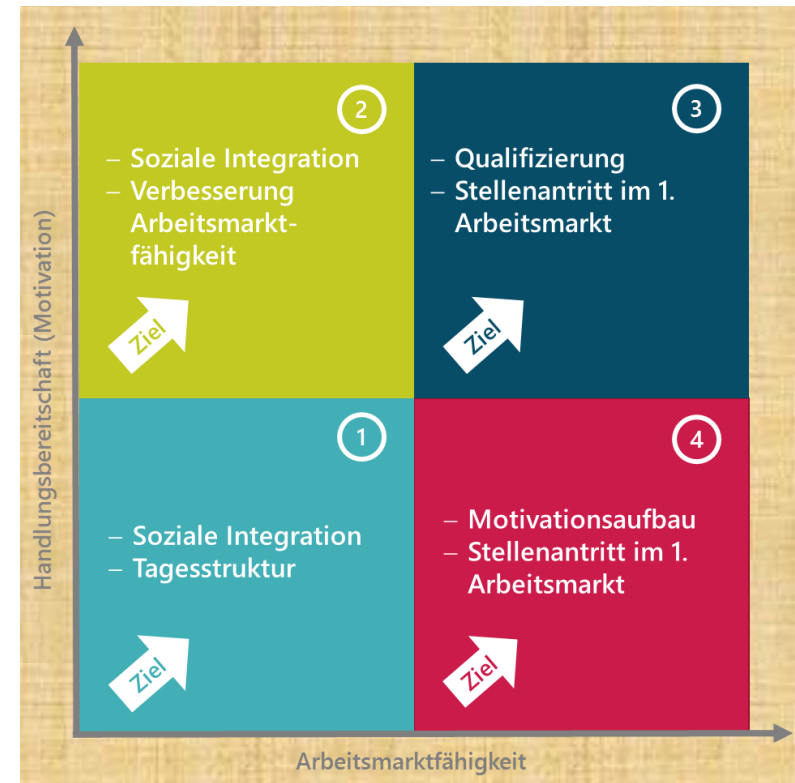 Handlungsbereitschaft (Motivation)
2
– Soziale Integration
– Verbesserung
Arbeitsmarkt-
fähigkeit
Ziel
3
– Qualifizierung
– Stellenantritt im 1.
Arbeitsmarkt
Ziel
1
– Soziale Integration
– Tagesstruktur
Ziel
4
– Motivationsaufbau
– Stellenantritt im 1.
Arbeitsmarkt
Ziel
Arbeitsmarktfähigkeit